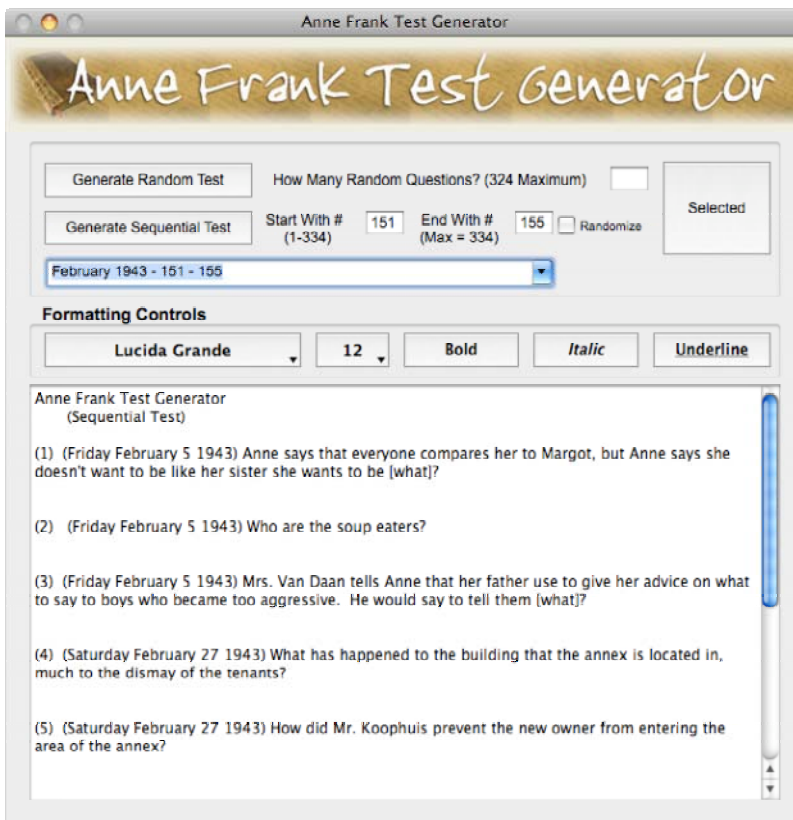 Anne Frank Test Generator
Anne Frank Test Generator
Generate Random Test
How Many Random Questions? (324 Maximum)
Selected
Generate Sequential Test
Start With #
(1-334)
151
End With #
(Max = 334)
155
Randomize
February 1943 - 151 - 155
Formatting Controls
Lucida Grande
12
Bold
Italic
Underline
Anne Frank Test Generator
(Sequential Test)
(1) (Friday February 5 1943) Anne says that everyone compares her to Margot, but Anne says she
doesn't want to be like her sister she wants to be [what]?
(2) (Friday February 5 1943) Who are the soup eaters?
(3) (Friday February 5 1943) Mrs. Van Daan tells Anne that her father use to give her advice on what
to say to boys who became too aggressive. He would say to tell them [what]?
(4) (Saturday February 27 1943) What has happened to the building that the annex is located in,
much to the dismay of the tenants?
(5) (Saturday February 27 1943) How did Mr. Koophuis prevent the new owner from entering the
area of the annex?